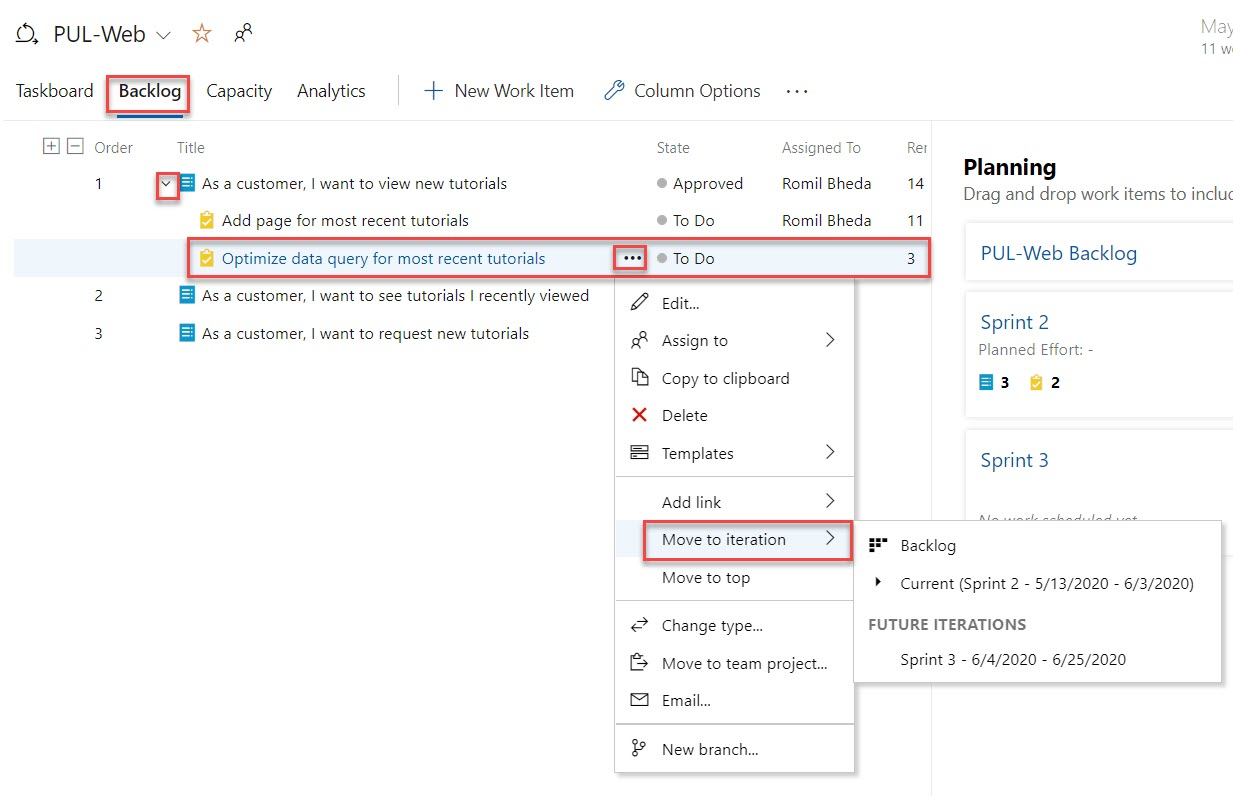 PUL-Web
May
11 we
Taskboard Backlog Capacity Analytics New Work Item Column Options ...
Order Title State Assigned To Rer
1 As a customer, I want to view new tutorials Approved Romil Bheda 14
Add page for most recent tutorials To Do Romil Bheda 11
Optimize data query for most recent tutorials ... To Do 3
2 As a customer, I want to see tutorials I recently viewed
3 As a customer, I want to request new tutorials
Edit...
Assign to
Copy to clipboard
Delete
Templates
Add link
Move to iteration
Move to top
Change type...
Move to team project...
Email...
New branch...
Backlog
Current (Sprint 2 - 5/13/2020 - 6/3/2020)
FUTURE ITERATIONS
Sprint 3 - 6/4/2020 - 6/25/2020
Planning
Drag and drop work items to includ
PUL-Web Backlog
Sprint 2
Planned Effort: -
3 2
Sprint 3
No work scheduled yet